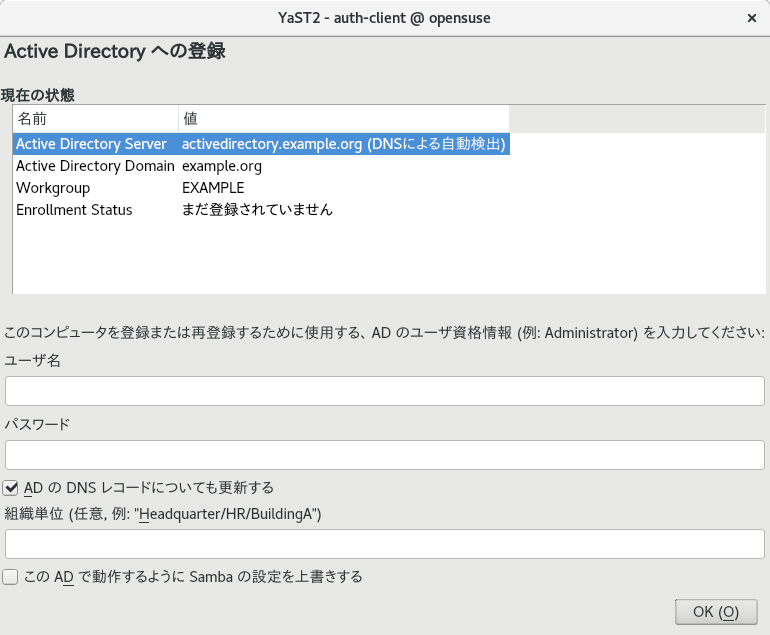 YaST2 - auth-client @ opensuse
Active Directory への登録
現在の状態
名前 値
Active Directory Server activedirectory.example.org (DNSによる自動検出)
Active Directory Domain example.org
Workgroup EXAMPLE
Enrollment Status まだ登録されていません
このコンピュータを登録または再登録するために使用する、AD のユーザ資格情報 (例: Administrator) を入力してください:
ユーザ名
パスワード
AD の DNS レコードについても更新する
組織単位 (任意, 例: "Headquarter/HR/BuildingA")
この AD で動作するように Samba の設定を上書きする
OK (O)